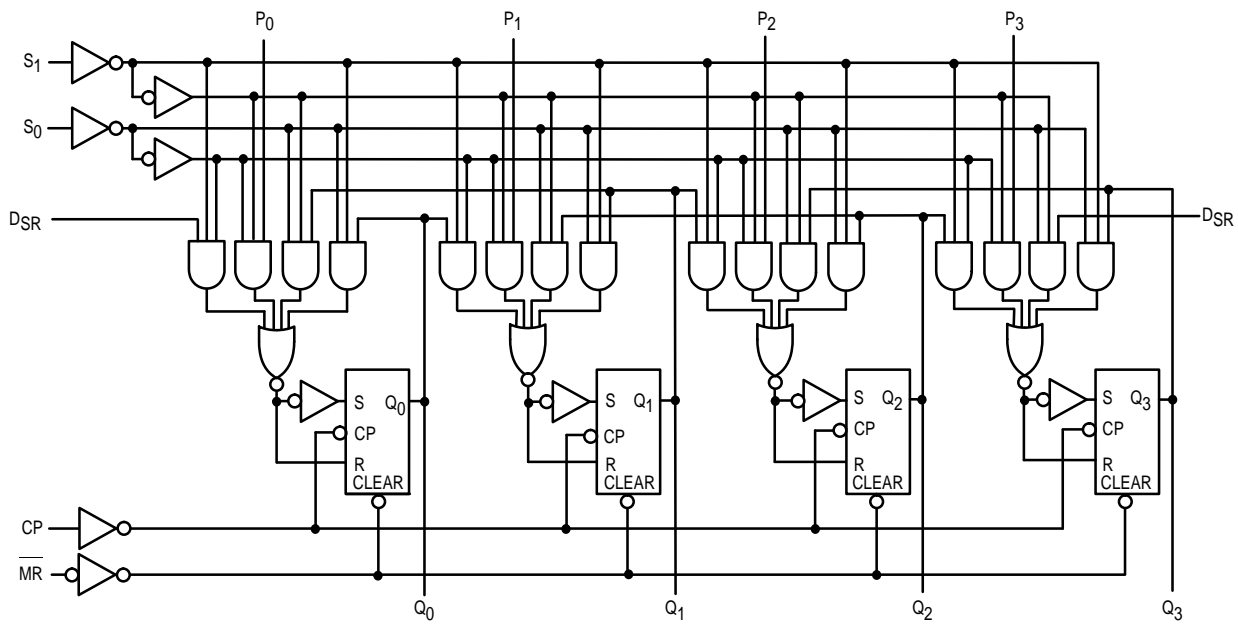 P0 P1 P2 P3
S1
S0
DSR DSR
S Q0 S Q1 S Q2 S Q3
CP CP CP CP
R R R R
CLEAR CLEAR CLEAR CLEAR
CP
MR
Q0 Q1 Q2 Q3